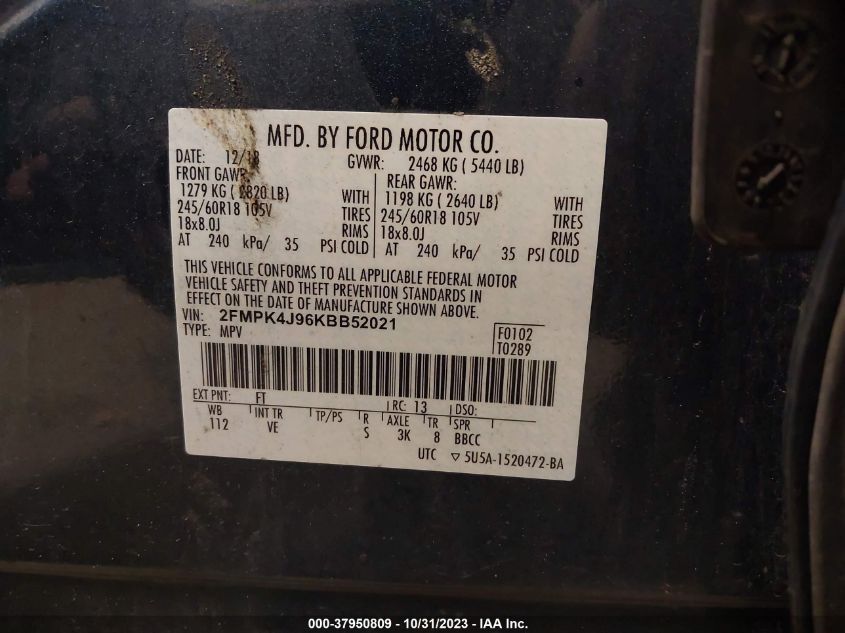 MFD. BY FORD MOTOR CO.
DATE: 12/18 GVWR: 2468 KG ( 5440 LB)
FRONT GAWR: REAR GAWR:
1279 KG ( 2820 LB) WITH 1198 KG ( 2640 LB) WITH
245/60R18 105V TIRES 245/60R18 105V TIRES
18x8.0J RIMS 18x8.0J RIMS
AT 240 kPa/ 35 PSI COLD AT 240 kPa/ 35 PSI COLD
THIS VEHICLE CONFORMS TO ALL APPLICABLE FEDERAL MOTOR
VEHICLE SAFETY AND THEFT PREVENTION STANDARDS IN
EFFECT ON THE DATE OF MANUFACTURE SHOWN ABOVE.
VIN: 2FMPK4J96KBB52021
TYPE: MPV
F0102
T0289
EXT PNT: FT RC: 13 DSO:
WB INT TR TP/PS R AXLE TR SPR
112 VE S 3K 8 BBCC
UTC ▽ 5U5A-1520472-BA
000-37950809 - 10/31/2023 - IAA Inc.